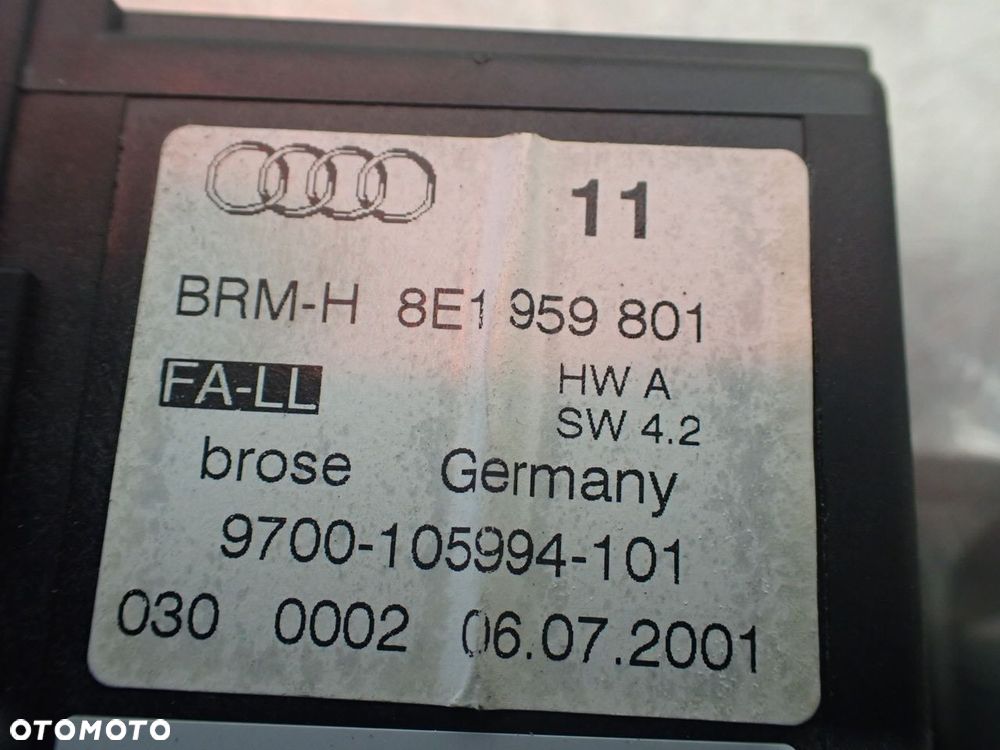 11
BRM-H 8E1 959 801
FA-LL HW A
SW 4.2
brose Germany
9700-105994-101
030 0002 06.07.2001
OTOMOTO